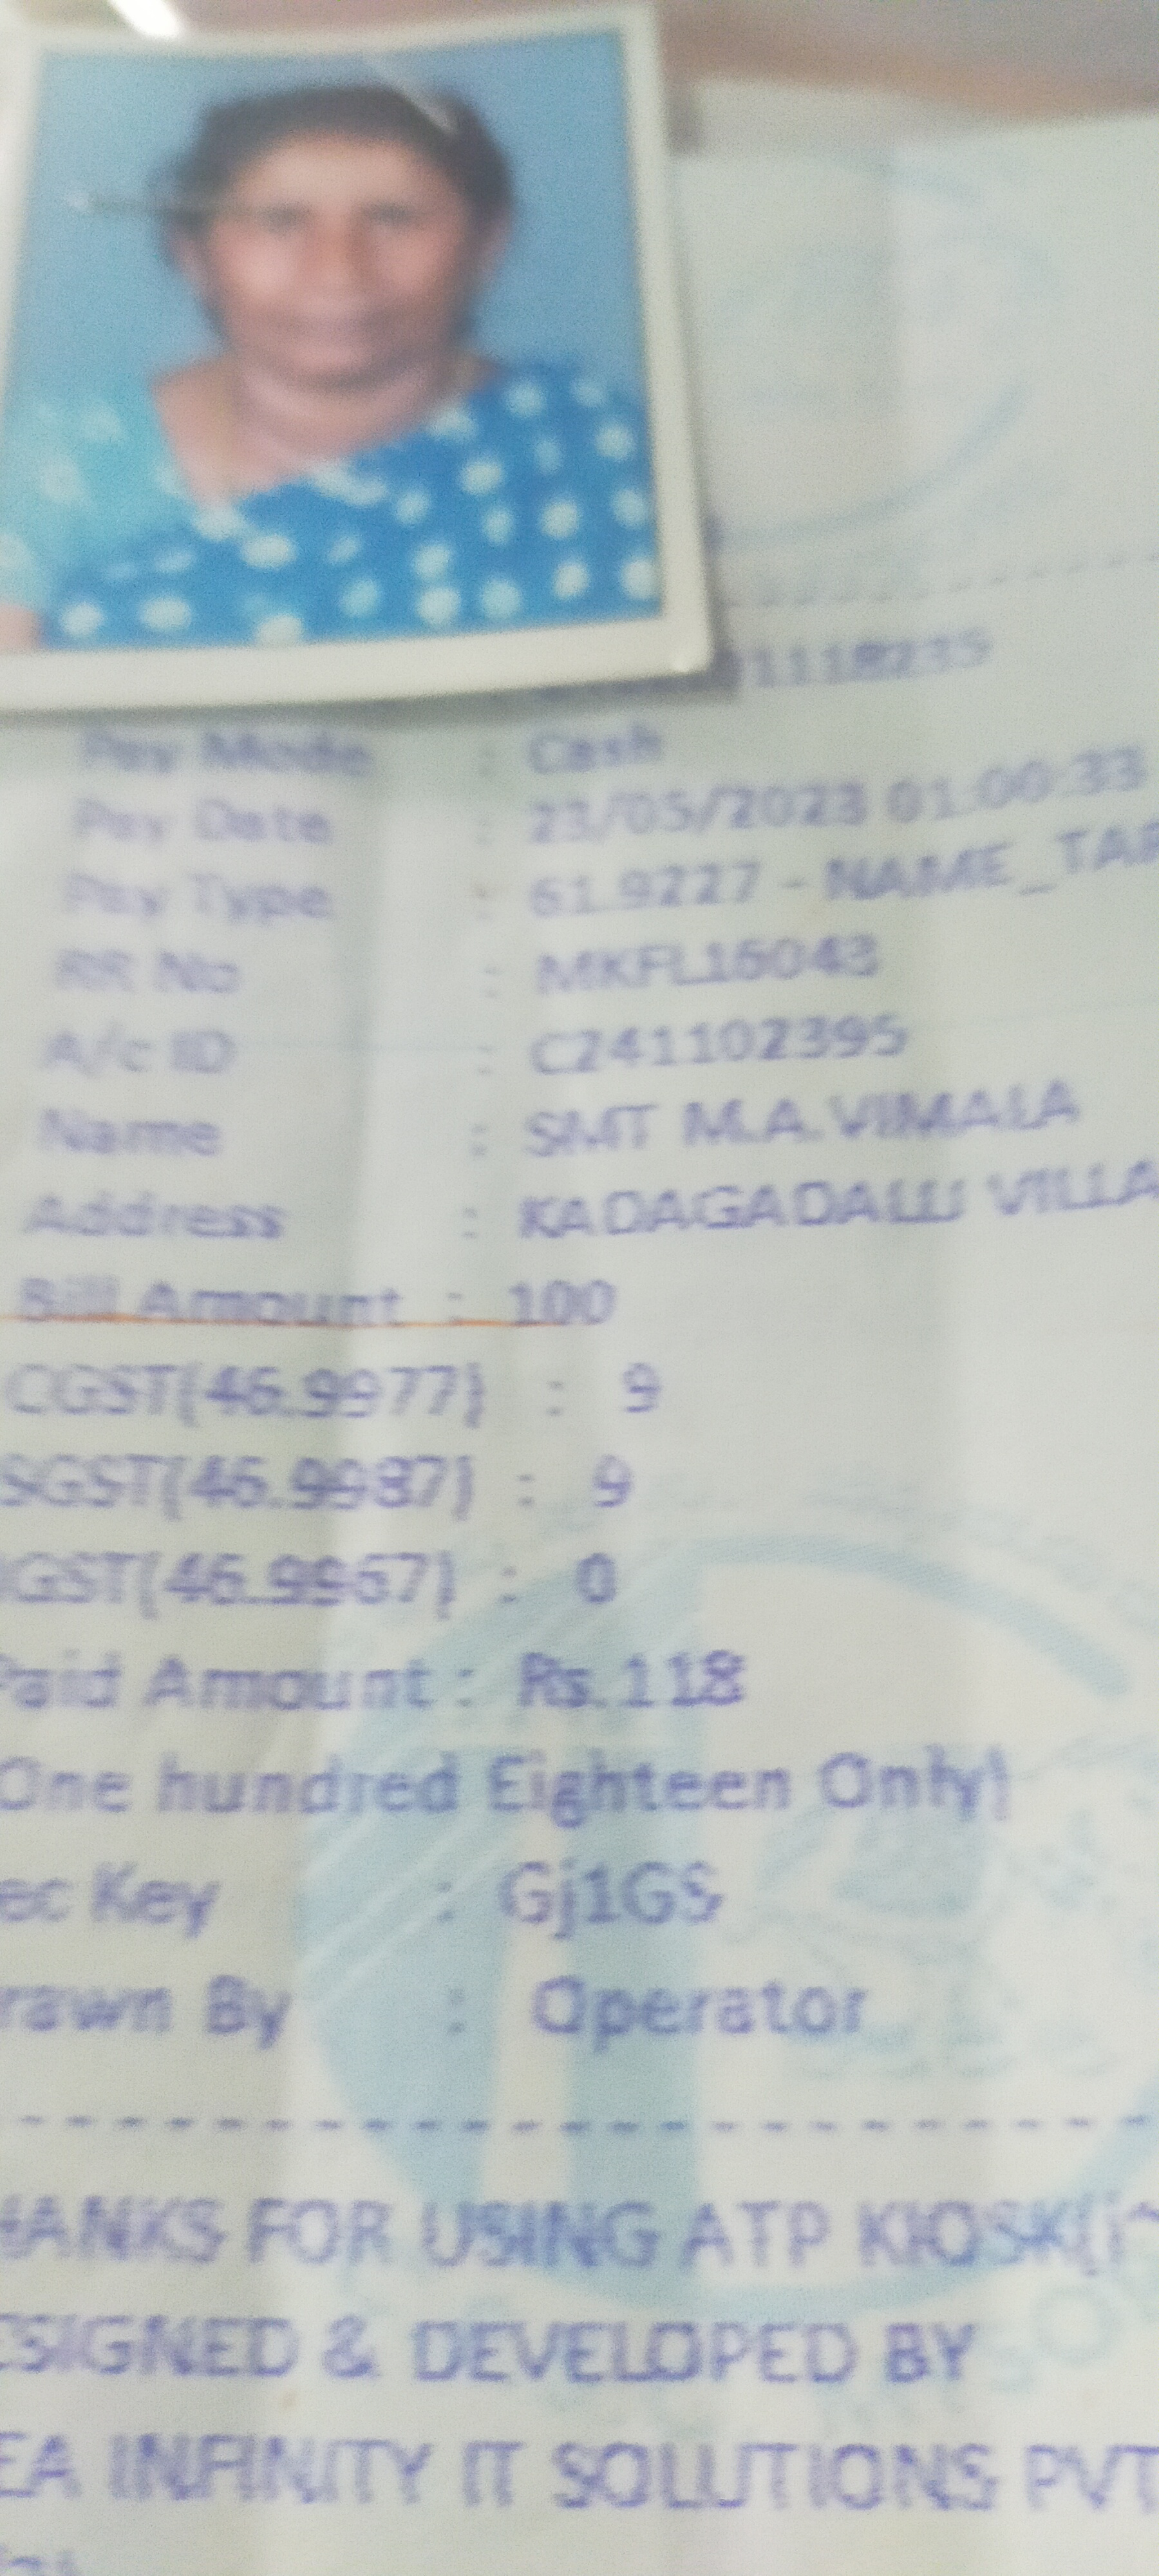 1118235
Pay Mode : Cash
Pay Date : 23/05/2023 01:00:33
Pay Type : 61.9227 - NAME_TAR
RR No : MKFL16043
A/c ID : C241102395
Name : SMT M.A.VIMALA
Address : KADAGADALU VILLA
Bill Amount : 100
CGST(46.9977) : 9
SGST(46.9987) : 9
IGST(46.9967) : 0
Paid Amount : Rs.118
One hundred Eighteen Only)
ec Key : Gj1GS
rawn By : Operator
HANKS FOR USING ATP KIOSK
ESIGNED & DEVELOPED BY
EA INFINITY IT SOLUTIONS PVT